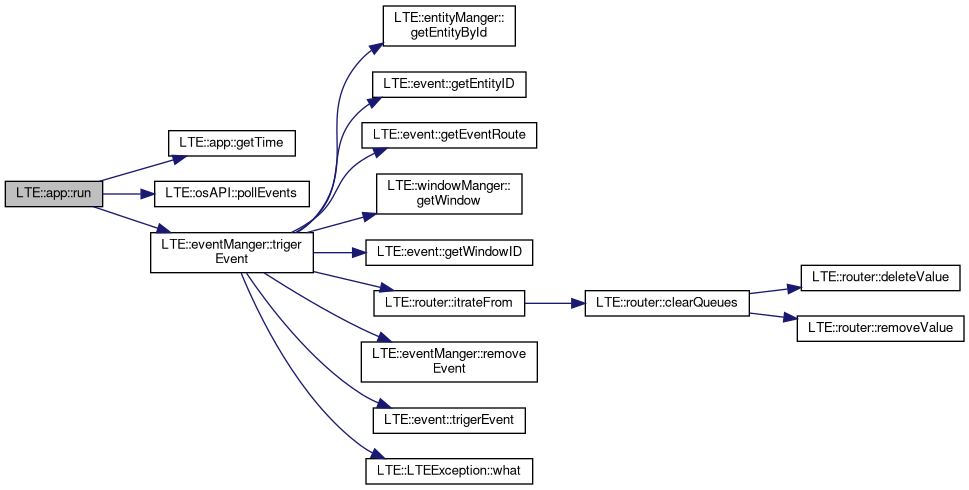 LTE::app::run
LTE::app::getTime
LTE::osAPI::pollEvents
LTE::eventManger::triger
Event
LTE::entityManger::
getEntityById
LTE::event::getEntityID
LTE::event::getEventRoute
LTE::windowManger::
getWindow
LTE::event::getWindowID
LTE::router::itrateFrom
LTE::eventManger::remove
Event
LTE::event::trigerEvent
LTE::LTEException::what
LTE::router::clearQueues
LTE::router::deleteValue
LTE::router::removeValue